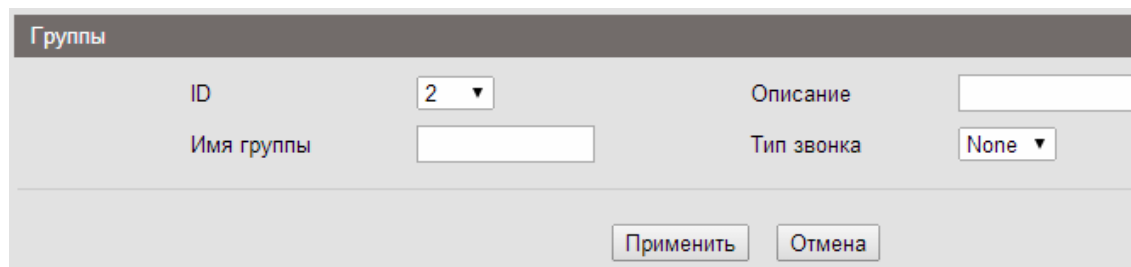 Группы
ID 2 Описание
Имя группы Тип звонка None
Применить Отмена